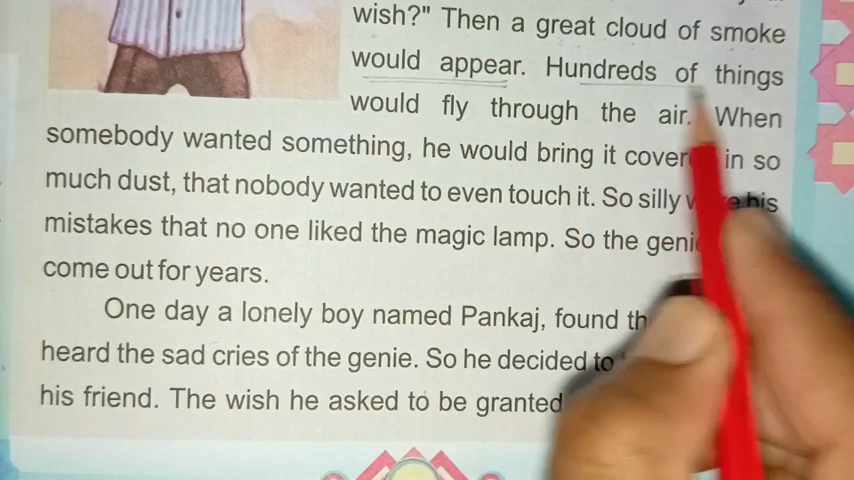 wish?" Then a great cloud of smoke
would appear. Hundreds of things
would fly through the air. When
somebody wanted something, he would bring it in so
much dust, that nobody wanted to even touch it. So silly his
mistakes that no one liked the magic lamp. So the
come out for years.
One day a lonely boy named Pankaj, found
heard the sad cries of the genie. So he decided to
his friend. The wish he asked to be granted